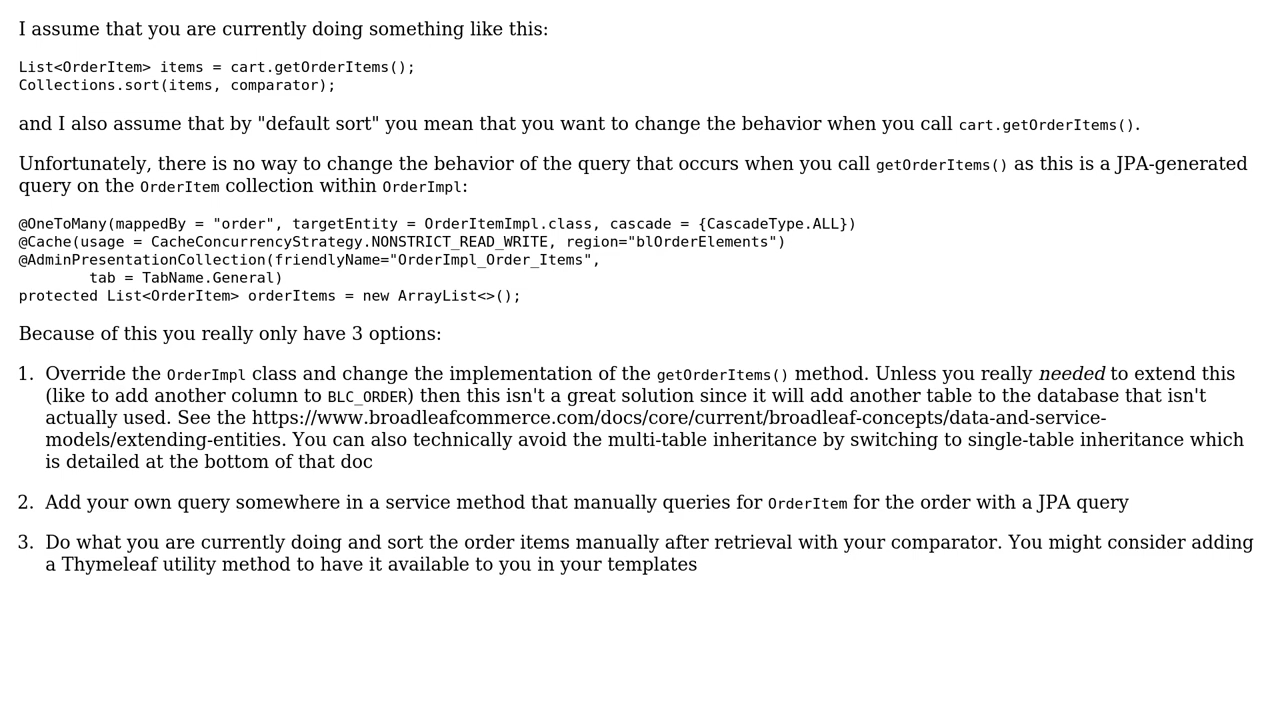 I assume that you are currently doing something like this:
List<OrderItem> items = cart.getOrderItems();
Collections.sort(items, comparator);
and I also assume that by "default sort" you mean that you want to change the behavior when you call cart.getOrderItems().
Unfortunately, there is no way to change the behavior of the query that occurs when you call getOrderItems() as this is a JPA-generated
query on the OrderItem collection within OrderImpl:
@OneToMany(mappedBy = "order", targetEntity = OrderItemImpl.class, cascade = {CascadeType.ALL})
@Cache(usage = CacheConcurrencyStrategy.NONSTRICT_READ_WRITE, region="blOrderElements")
@AdminPresentationCollection(friendlyName="OrderImpl_Order_Items",
        tab = TabName.General)
protected List<OrderItem> orderItems = new ArrayList<>();
Because of this you really only have 3 options:
1. Override the OrderImpl class and change the implementation of the getOrderItems() method. Unless you really needed to extend this
(like to add another column to BLC_ORDER) then this isn't a great solution since it will add another table to the database that isn't
actually used. See the https://www.broadleafcommerce.com/docs/core/current/broadleaf-concepts/data-and-service-
models/extending-entities. You can also technically avoid the multi-table inheritance by switching to single-table inheritance which
is detailed at the bottom of that doc
2. Add your own query somewhere in a service method that manually queries for OrderItem for the order with a JPA query
3. Do what you are currently doing and sort the order items manually after retrieval with your comparator. You might consider adding
a Thymeleaf utility method to have it available to you in your templates